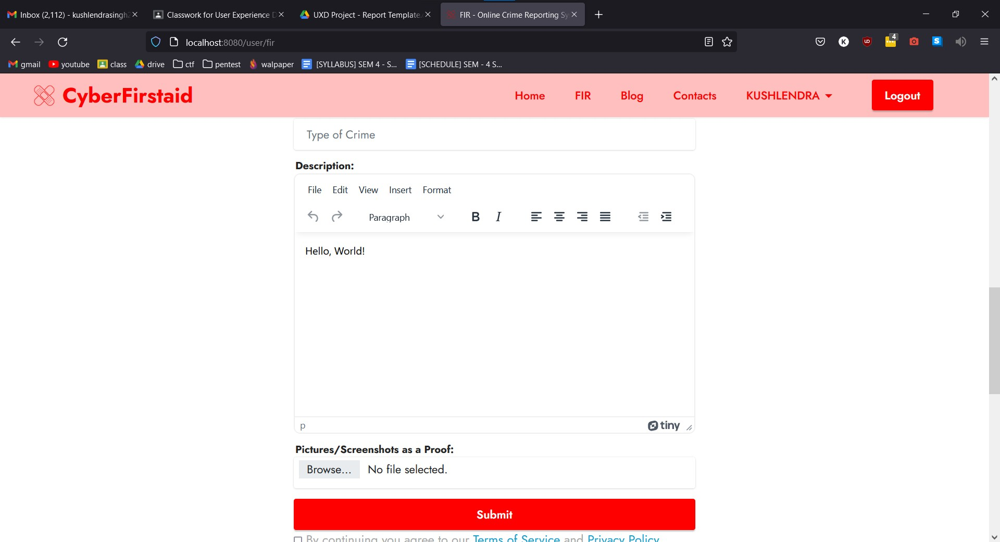 Inbox (2,112) - kushlendrasingh
Classwork for User Experience D
UXD Project - Report Template.
FIR - Online Crime Reporting Sy
localhost:8080/user/fir
K
4
S
gmail
youtube
class
drive
ctf
pentest
walpaper
[SYLLABUS] SEM 4 - S...
[SCHEDULE] SEM - 4 S...
CyberFirstaid
Home
FIR
Blog
Contacts
KUSHLENDRA
Logout
Type of Crime
Description:
File
Edit
View
Insert
Format
Paragraph
B
I
Hello, World!
p
tiny
Pictures/Screenshots as a Proof:
Browse...
No file selected.
Submit
By continuing you agree to our Terms of Service and Privacy Policy